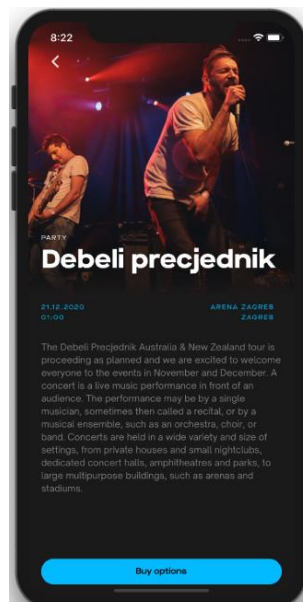 8:22
PARTY
Debeli precjednik
21.12.2020 ARENA ZAGREB
01:00 ZAGREB
The Debeli Precjednik Australia & New Zealand tour is
proceeding as planned and we are excited to welcome
everyone to the events in November and December. A
concert is a live music performance in front of an
audience. The performance may be by a single
musician, sometimes then called a recital, or by a
musical ensemble, such as an orchestra, choir, or
band. Concerts are held in a wide variety and size of
settings, from private houses and small nightclubs,
dedicated concert halls, amphitheatres and parks, to
large multipurpose buildings, such as arenas and
stadiums.
Buy options